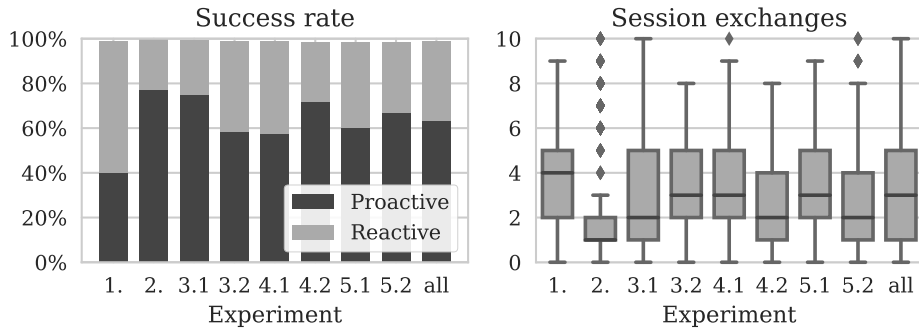 Success rate
100%
80%
60%
40%
20%
0%
Proactive
Reactive
1. 2. 3.1 3.2 4.1 4.2 5.1 5.2 all
Experiment
Session exchanges
10
8
6
4
2
0
1. 2. 3.1 3.2 4.1 4.2 5.1 5.2 all
Experiment